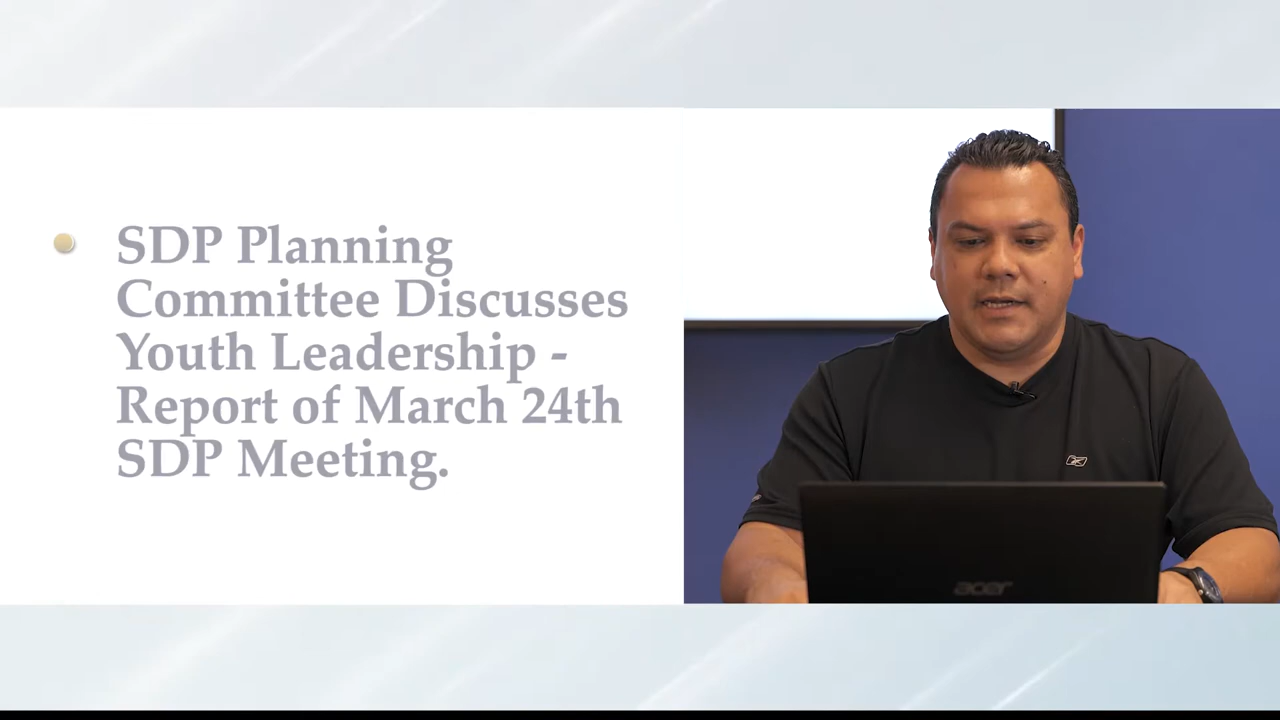 SDP Planning
Committee Discusses
Youth Leadership -
Report of March 24th
SDP Meeting.
acer